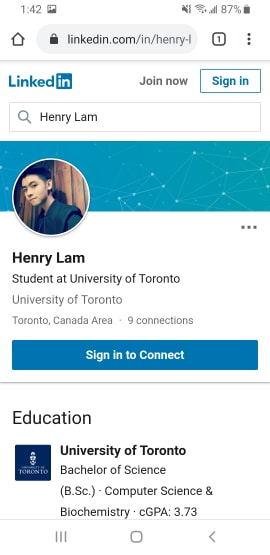 1:42 87%
linkedin.com/in/henry-l 1
Linked in Join now Sign in
Henry Lam
Henry Lam
Student at University of Toronto
University of Toronto
Toronto, Canada Area · 9 connections
Sign in to Connect
Education
UNIVERSITY OF
TORONTO
University of Toronto
Bachelor of Science
(B.Sc.) · Computer Science &
Biochemistry · cGPA: 3.73